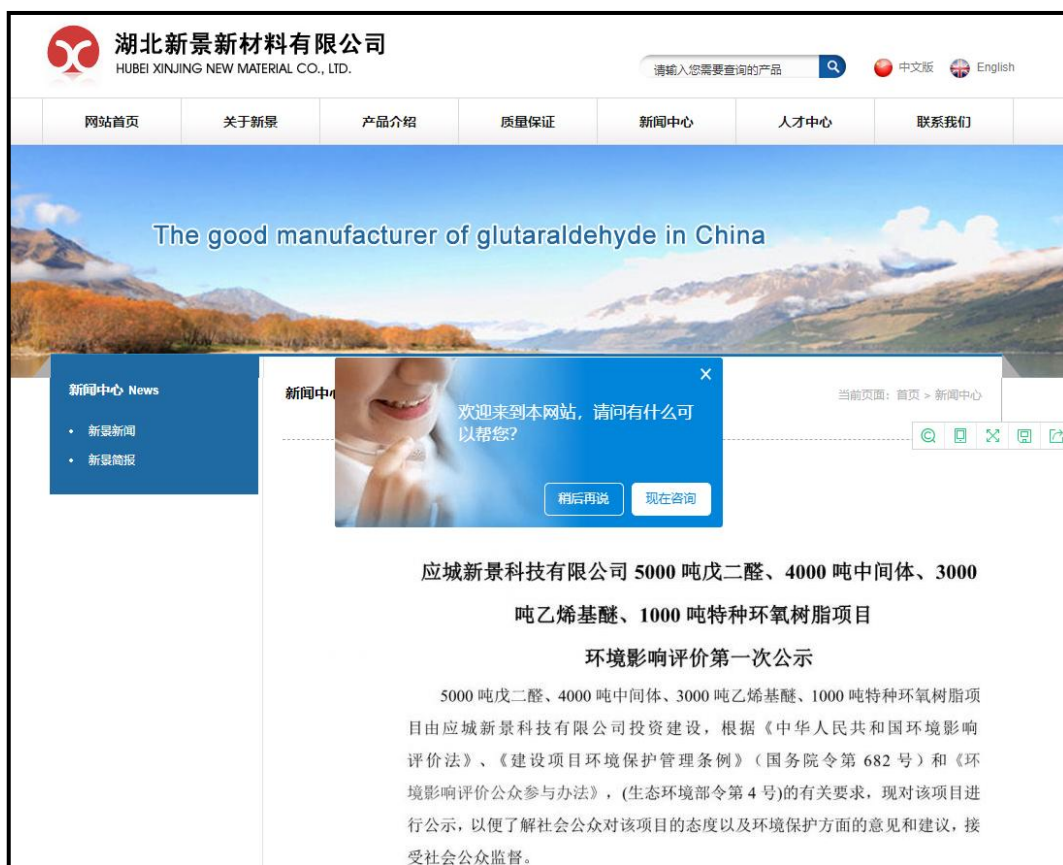 湖北新景新材料有限公司
HUBEI XINJING NEW MATERIAL CO., LTD.
请输入您需要查询的产品
中文版
English
网站首页 关于新景 产品介绍 质量保证 新闻中心 人才中心 联系我们
The good manufacturer of glutaraldehyde in China
新闻中心 News
• 新景新闻
• 新景简报
新闻中
当前页面：首页 > 新闻中心
欢迎来到本网站，请问有什么可
以帮您？
稍后再说
现在咨询
应城新景科技有限公司 5000 吨戊二醛、4000 吨中间体、3000
吨乙烯基醚、1000 吨特种环氧树脂项目
环境影响评价第一次公示
5000 吨戊二醛、4000 吨中间体、3000 吨乙烯基醚、1000 吨特种环氧树脂项
目由应城新景科技有限公司投资建设，根据《中华人民共和国环境影响
评价法》、《建设项目环境保护管理条例》（国务院令第 682 号）和《环
境影响评价公众参与办法》，(生态环境部令第 4 号)的有关要求，现对该项目进
行公示，以便了解社会公众对该项目的态度以及环境保护方面的意见和建议，接
受社会公众监督。